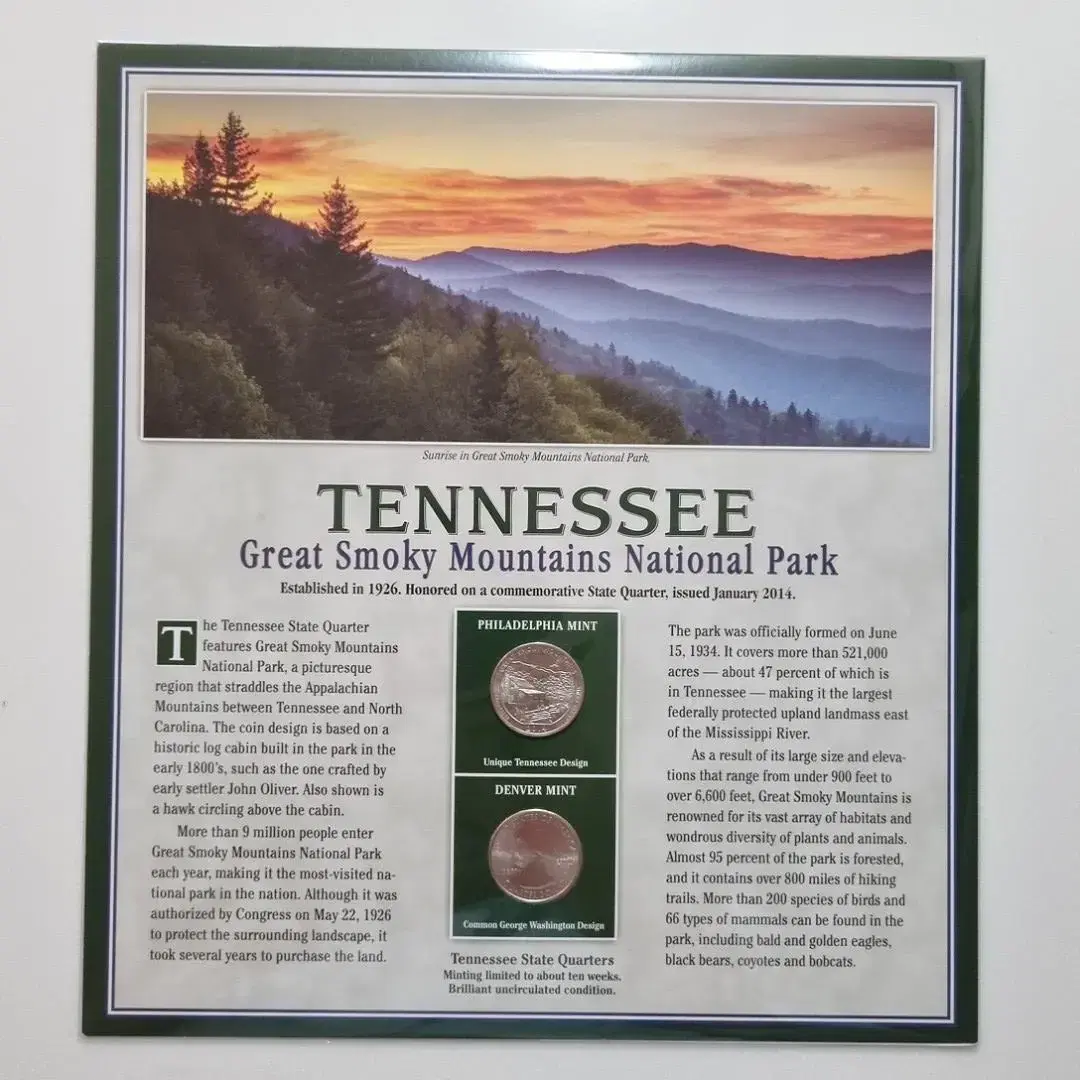 Sunrise in Great Smoky Mountains National Park.
TENNESSEE
Great Smoky Mountains National Park
Established in 1926. Honored on a commemorative State Quarter, issued January 2014.
The Tennessee State Quarter
features Great Smoky Mountains
National Park, a picturesque
region that straddles the Appalachian
Mountains between Tennessee and North
Carolina. The coin design is based on a
historic log cabin built in the park in the
early 1800's, such as the one crafted by
early settler John Oliver. Also shown is
a hawk circling above the cabin.
More than 9 million people enter
Great Smoky Mountains National Park
each year, making it the most-visited na-
tional park in the nation. Although it was
authorized by Congress on May 22, 1926
to protect the surrounding landscape, it
took several years to purchase the land.
PHILADELPHIA MINT
Unique Tennessee Design
DENVER MINT
Common George Washington Design
Tennessee State Quarters
Minting limited to about ten weeks.
Brilliant uncirculated condition.
The park was officially formed on June
15, 1934. It covers more than 521,000
acres — about 47 percent of which is
in Tennessee — making it the largest
federally protected upland landmass east
of the Mississippi River.
As a result of its large size and eleva-
tions that range from under 900 feet to
over 6,600 feet, Great Smoky Mountains is
renowned for its vast array of habitats and
wondrous diversity of plants and animals.
Almost 95 percent of the park is forested,
and it contains over 800 miles of hiking
trails. More than 200 species of birds and
66 types of mammals can be found in the
park, including bald and golden eagles,
black bears, coyotes and bobcats.